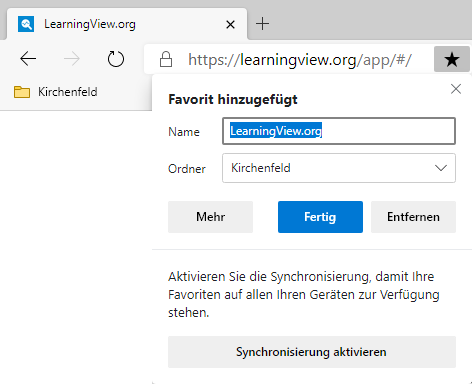 LearningView.org
https://learningview.org/app/#/
Kirchenfeld
Favorit hinzugefügt
Name LearningView.org
Ordner Kirchenfeld
Mehr Fertig Entfernen
Aktivieren Sie die Synchronisierung, damit Ihre
Favoriten auf allen Ihren Geräten zur Verfügung
stehen.
Synchronisierung aktivieren